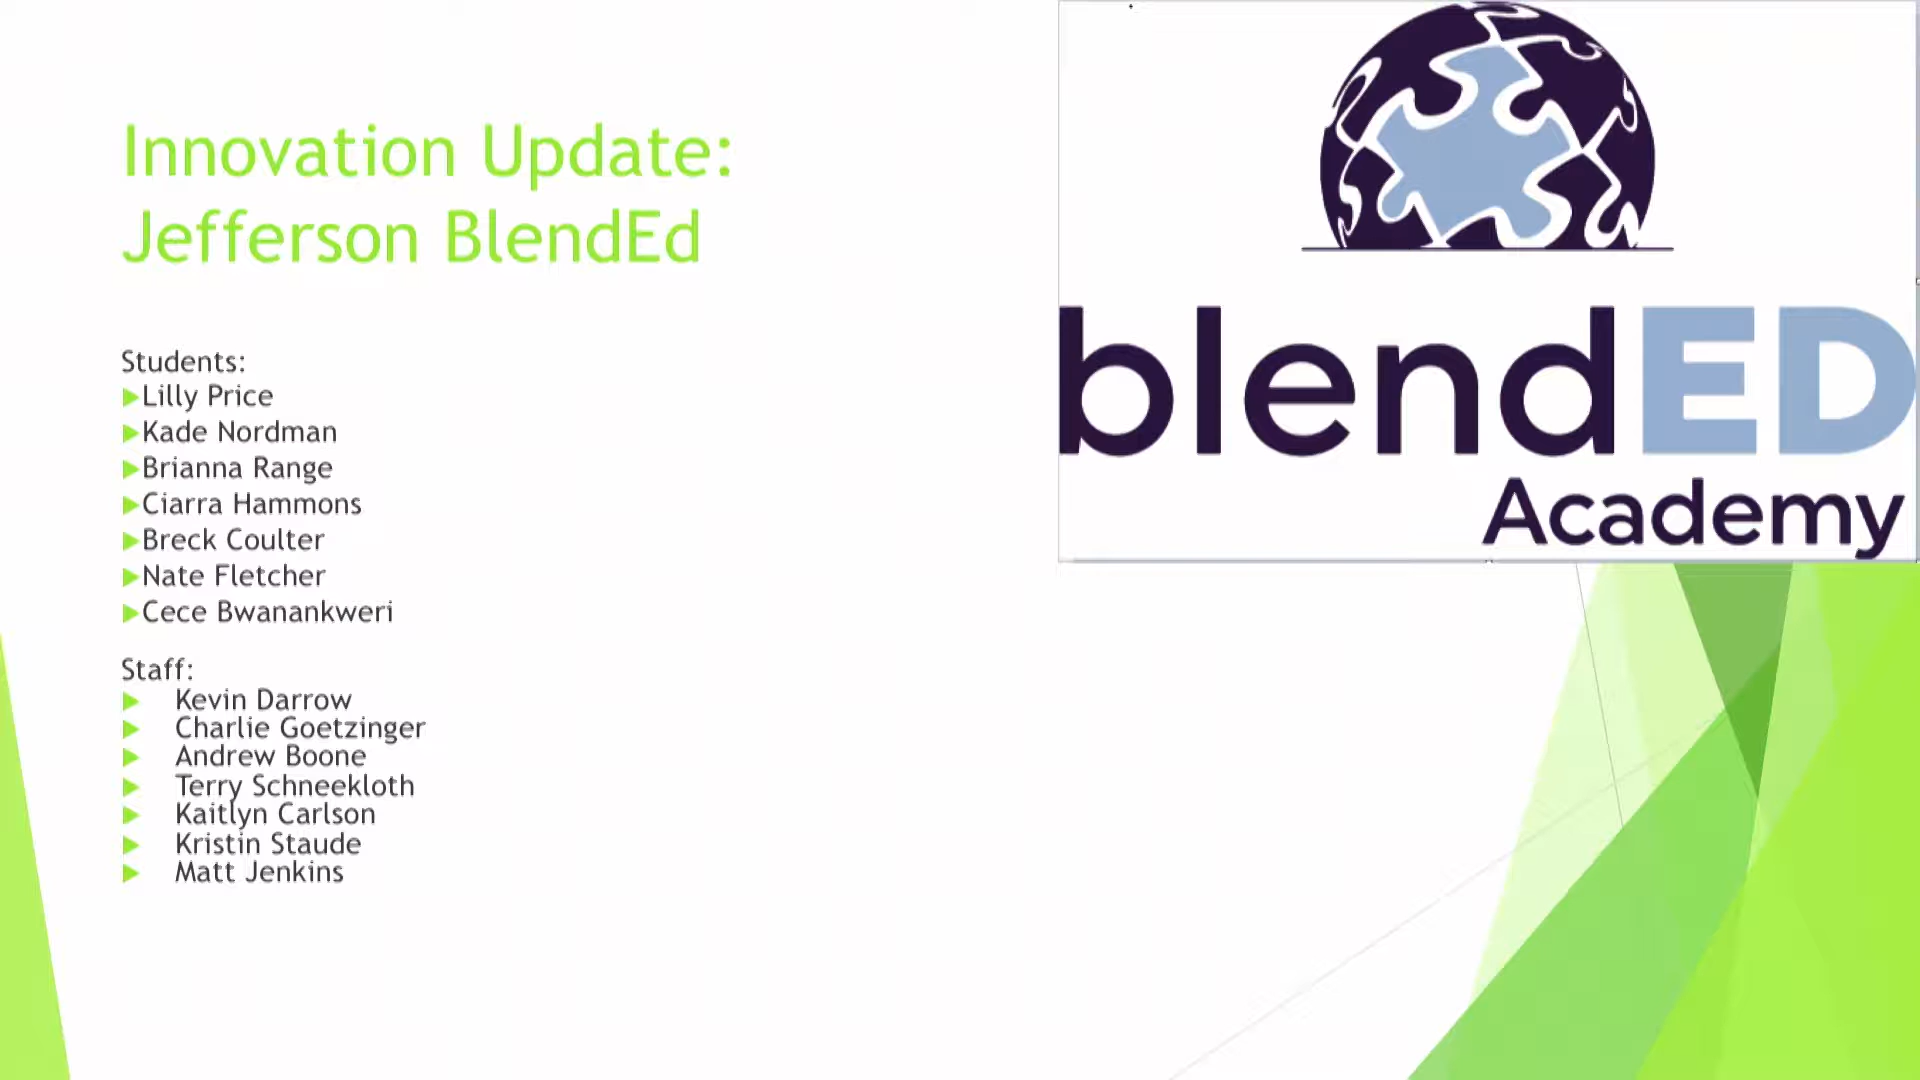 Innovation Update:
Jefferson BlendEd
Students:
Lilly Price
Kade Nordman
Brianna Range
Ciarra Hammons
Breck Coulter
Nate Fletcher
Cece Bwanankweri
Staff:
Kevin Darrow
Charlie Goetzinger
Andrew Boone
Terry Schneekloth
Kaitlyn Carlson
Kristin Staude
Matt Jenkins
blendED
Academy